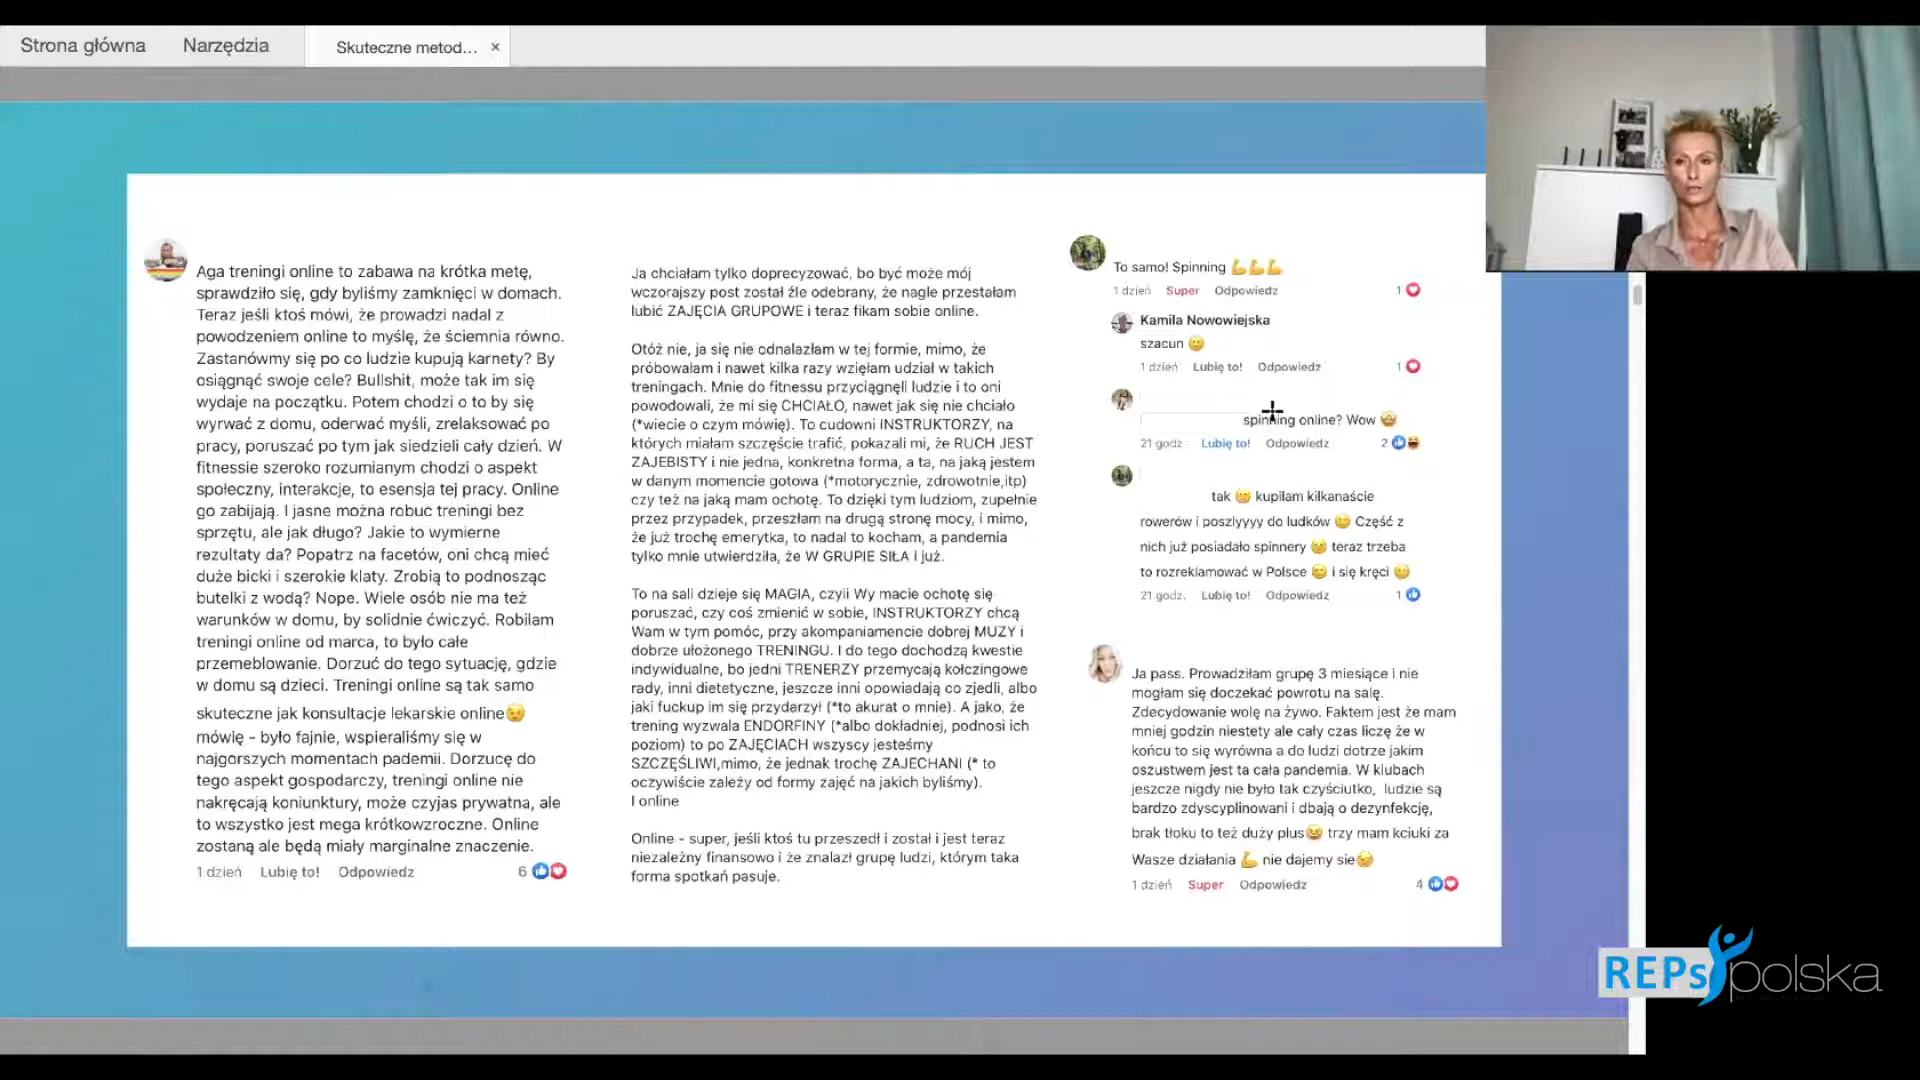 Strona główna Narzędzia Skuteczne metod... ×
Aga treningi online to zabawa na krótka metę,
sprawdziło się, gdy byliśmy zamknięci w domach.
Teraz jeśli ktoś mówi, że prowadzi nadal z
powodzeniem online to myślę, że ściemnia równo.
Zastanówmy się po co ludzie kupują karnety? By
osiągnąć swoje cele? Bullshit, może tak im się
wydaje na początku. Potem chodzi o to by się
wyrwać z domu, oderwać myśli, zrelaksować po
pracy, poruszać po tym jak siedzieli cały dzień. W
fitnessie szeroko rozumianym chodzi o aspekt
społeczny, interakcje, to esensja tej pracy. Online
go zabijają. I jasne można robuc treningi bez
sprzętu, ale jak długo? Jakie to wymierne
rezultaty da? Popatrz na facetów, oni chcą mieć
duże bicki i szerokie klaty. Zrobią to podnosząc
butelki z wodą? Nope. Wiele osób nie ma też
warunków w domu, by solidnie ćwiczyć. Robilam
treningi online od marca, to było całe
przemeblowanie. Dorzuć do tego sytuację, gdzie
w domu są dzieci. Treningi online są tak samo
skuteczne jak konsultacje lekarskie online😉
mówię - było fajnie, wspieraliśmy się w
najgorszych momentach pademii. Dorzucę do
tego aspekt gospodarczy, treningi online nie
nakręcają koniunktury, może czyjas prywatna, ale
to wszystko jest mega krótkowzroczne. Online
zostaną ale będą miały marginalne znaczenie.
1 dzień Lubię to! Odpowiedz 6
Ja chciałam tylko doprecyzować, bo być może mój
wczorajszy post został źle odebrany, że nagle przestałam
lubić ZAJĘCIA GRUPOWE i teraz fikam sobie online.
Otóż nie, ja się nie odnalazłam w tej formie, mimo, że
próbowałam i nawet kilka razy wzięłam udział w takich
treningach. Mnie do fitnessu przyciągnęli ludzie i to oni
powodowali, że mi się CHCIAŁO, nawet jak się nie chciało
(*wiecie o czym mówię). To cudowni INSTRUKTORZY, na
których miałam szczęście trafić, pokazali mi, że RUCH JEST
ZAJEBISTY i nie jedna, konkretna forma, a ta, na jaką jestem
w danym momencie gotowa (*motorycznie, zdrowotnie,itp)
czy też na jaką mam ochotę. To dzięki tym ludziom, zupełnie
przez przypadek, przeszłam na drugą stronę mocy, i mimo,
że już trochę emerytka, to nadal to kocham, a pandemia
tylko mnie utwierdziła, że W GRUPIE SIŁA i już.
To na sali dzieje się MAGIA, czyli Wy macie ochotę się
poruszać, czy coś zmienić w sobie, INSTRUKTORZY chcą
Wam w tym pomóc, przy akompaniamencie dobrej MUZY i
dobrze ułożonego TRENINGU. I do tego dochodzą kwestie
indywidualne, bo jedni TRENERZY przemycają kołczingowe
rady, inni dietetyczne, jeszcze inni opowiadają co zjedli, albo
jaki fuckup im się przydarzył (*to akurat o mnie). A jako, że
trening wyzwala ENDORFINY (*albo dokładniej, podnosi ich
poziom) to po ZAJĘCIACH wszyscy jesteśmy
SZCZĘŚLIWI,mimo, że jednak trochę ZAJECHANI (* to
oczywiście zależy od formy zajęć na jakich byliśmy).
I online
Online - super, jeśli ktoś tu przeszedł i został i jest teraz
niezależny finansowo i że znalazł grupę ludzi, którym taka
forma spotkań pasuje.
To samo! Spinning 💪💪💪
1 dzień Super Odpowiedz 1
Kamila Nowowiejska
szacun 🙂
1 dzień Lubię to! Odpowiedz 1
spinning online? Wow 🤩
21 godz Lubię to! Odpowiedz 2
tak 😁 kupiłam kilkanaście
rowerów i poszlyyyy do ludków 🙂 Część z
nich już posiadało spinnery 😁 teraz trzeba
to rozreklamować w Polsce 🙂 i się kręci 🙂
21 godz. Lubię to! Odpowiedz 1
Ja pass. Prowadziłam grupę 3 miesiące i nie
mogłam się doczekać powrotu na salę.
Zdecydowanie wolę na żywo. Faktem jest że mam
mniej godzin niestety ale cały czas liczę że w
końcu to się wyrówna a do ludzi dotrze jakim
oszustwem jest ta cała pandemia. W klubach
jeszcze nigdy nie było tak czyściutko, ludzie są
bardzo zdyscyplinowani i dbają o dezynfekcję,
brak tłoku to też duży plus😆 trzy mam kciuki za
Wasze działania 💪 nie dajemy sie😉
1 dzień Super Odpowiedz 4
REPs polska